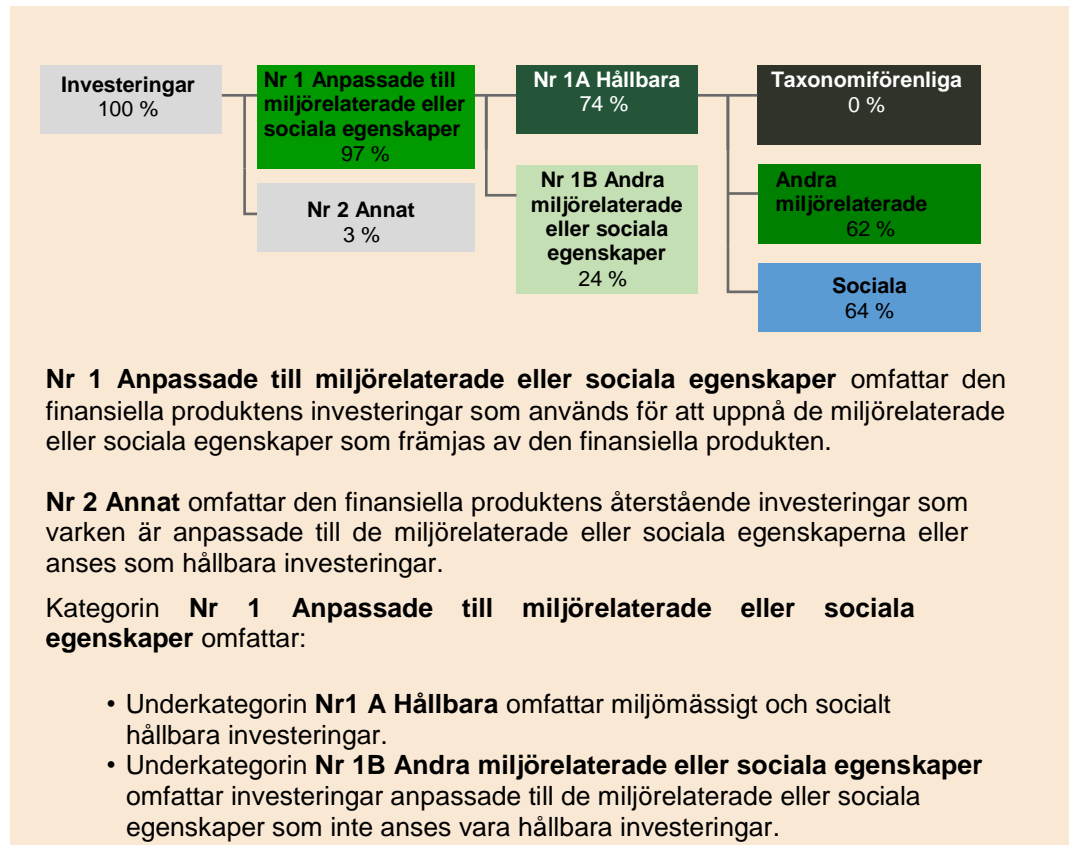 Investeringar
100 %
Nr 1 Anpassade till
miljörelaterade eller
sociala egenskaper
97 %
Nr 2 Annat
3 %
Nr 1A Hållbara
74 %
Nr 1B Andra
miljörelaterade
eller sociala
egenskaper
24 %
Taxonomiförenliga
0 %
Andra
miljörelaterade
62 %
Sociala
64 %
Nr 1 Anpassade till miljörelaterade eller sociala egenskaper omfattar den
finansiella produktens investeringar som används för att uppnå de miljörelaterade
eller sociala egenskaper som främjas av den finansiella produkten.
Nr 2 Annat omfattar den finansiella produktens återstående investeringar som
varken är anpassade till de miljörelaterade eller sociala egenskaperna eller
anses som hållbara investeringar.
Kategorin Nr 1 Anpassade till miljörelaterade eller sociala
egenskaper omfattar:
• Underkategorin Nr1 A Hållbara omfattar miljömässigt och socialt
hållbara investeringar.
• Underkategorin Nr 1B Andra miljörelaterade eller sociala egenskaper
omfattar investeringar anpassade till de miljörelaterade eller sociala
egenskaper som inte anses vara hållbara investeringar.